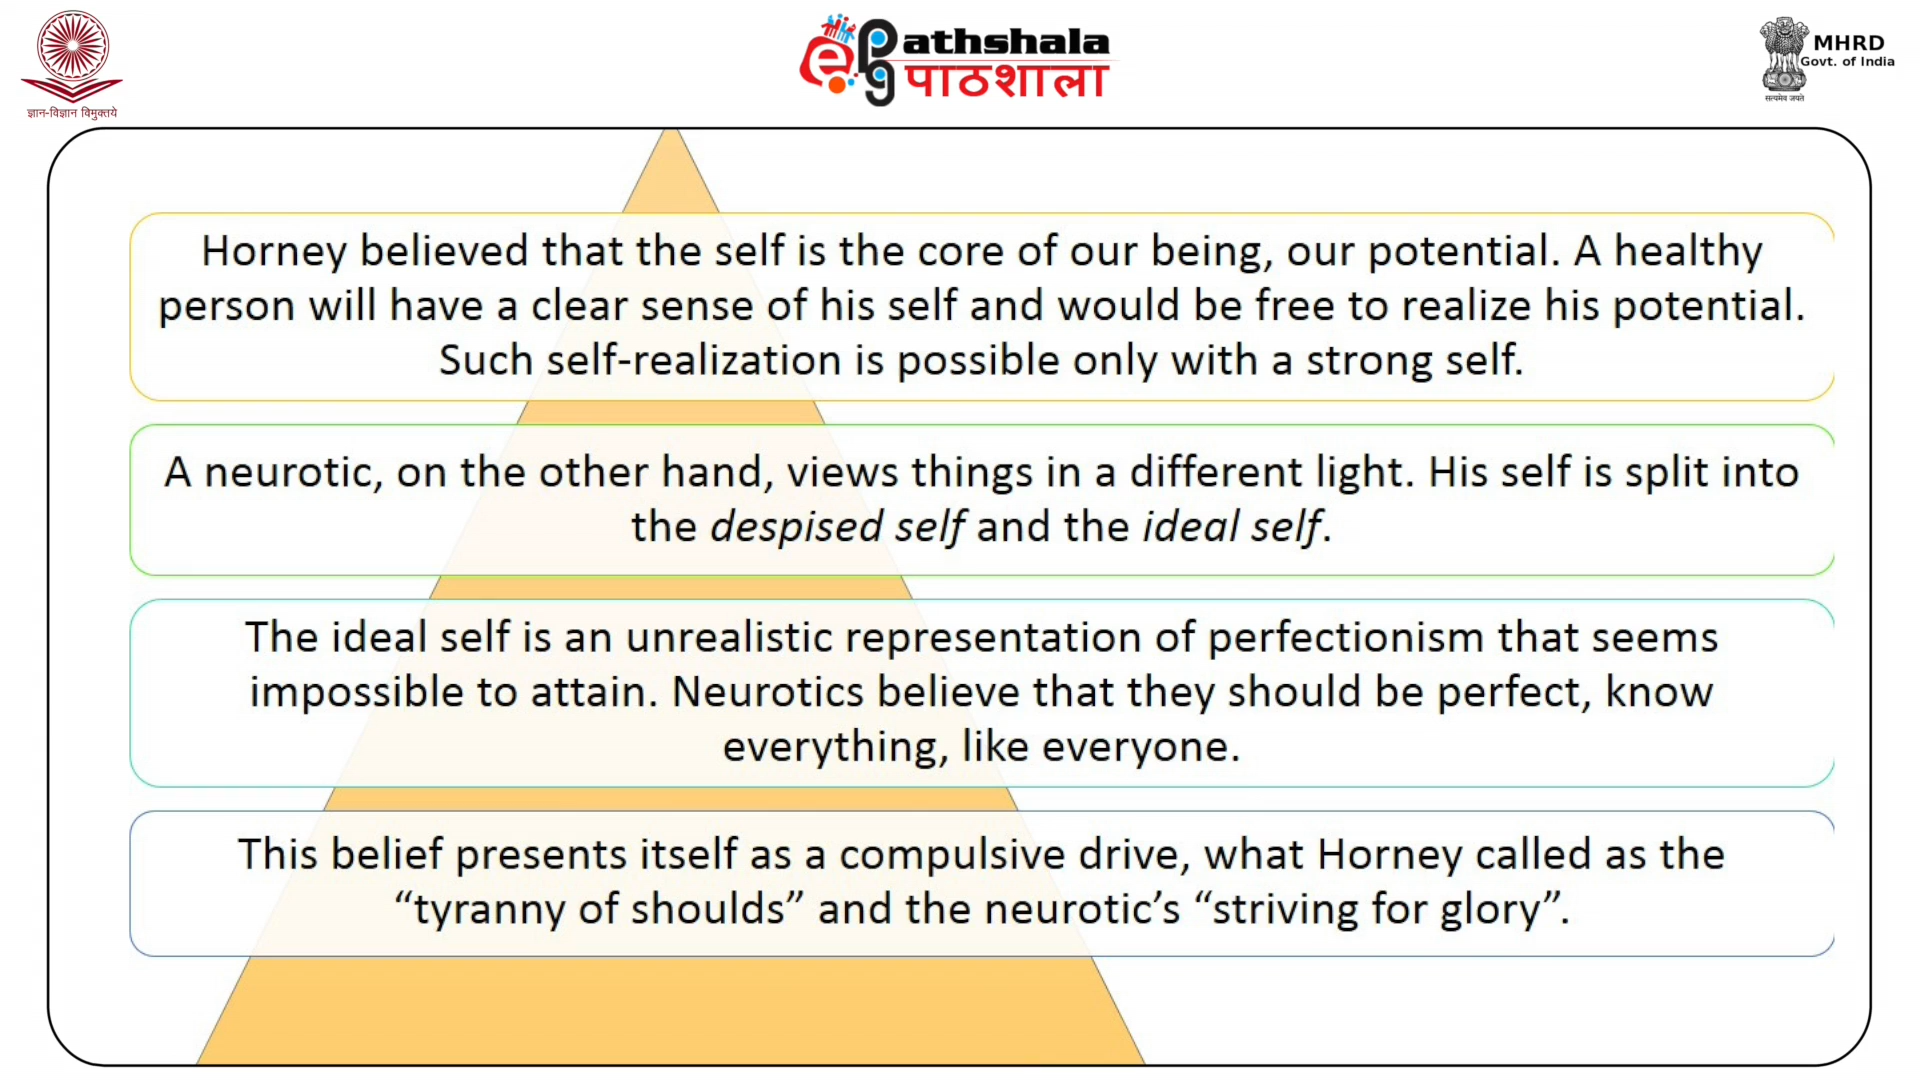 ज्ञान-विज्ञान विमुक्तये
e pg athshala
पाठशाला
MHRD
Govt. of India
सत्यमेव जयते
Horney believed that the self is the core of our being, our potential. A healthy
person will have a clear sense of his self and would be free to realize his potential.
Such self-realization is possible only with a strong self.
A neurotic, on the other hand, views things in a different light. His self is split into
the despised self and the ideal self.
The ideal self is an unrealistic representation of perfectionism that seems
impossible to attain. Neurotics believe that they should be perfect, know
everything, like everyone.
This belief presents itself as a compulsive drive, what Horney called as the
“tyranny of shoulds” and the neurotic’s “striving for glory”.